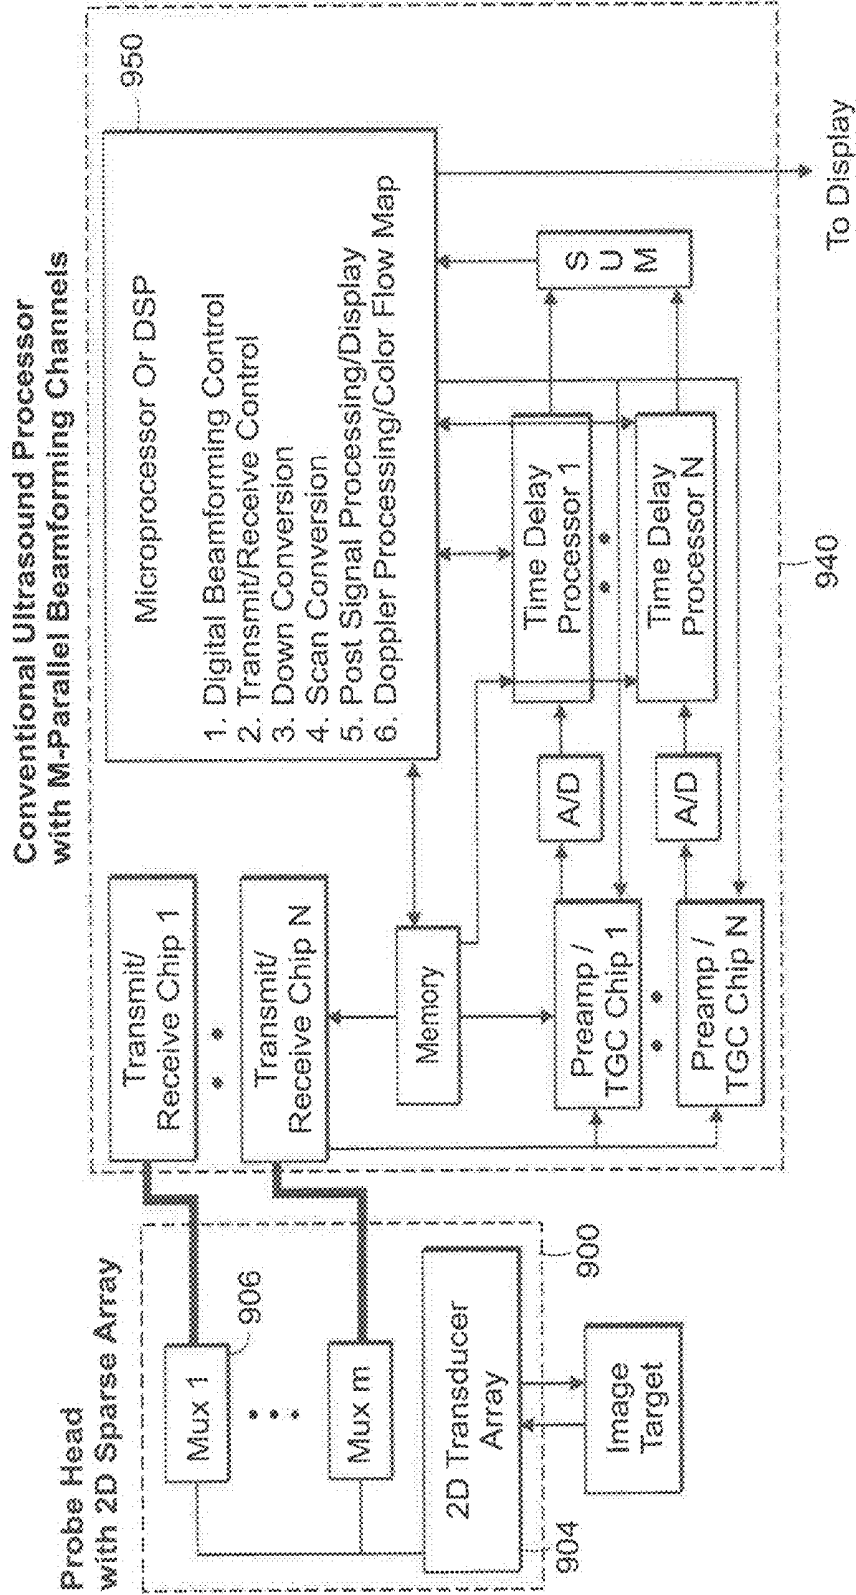 Conventional Ultrasound Processor
with M-Parallel Beamforming Channels
Probe Head
with 2D Sparse Array
Mux 1
906
Mux m
2D Transducer
Array
904
900
Image
Target
Transmit/
Receive Chip 1
Transmit/
Receive Chip N
Memory
Preamp /
TGC Chip 1
Preamp /
TGC Chip N
A/D
A/D
Microprocessor Or DSP
1. Digital Beamforming Control
2. Transmit/Receive Control
3. Down Conversion
4. Scan Conversion
5. Post Signal Processing/Display
6. Doppler Processing/Color Flow Map
950
Time Delay
Processor 1
Time Delay
Processor N
S
U
M
940
To Display